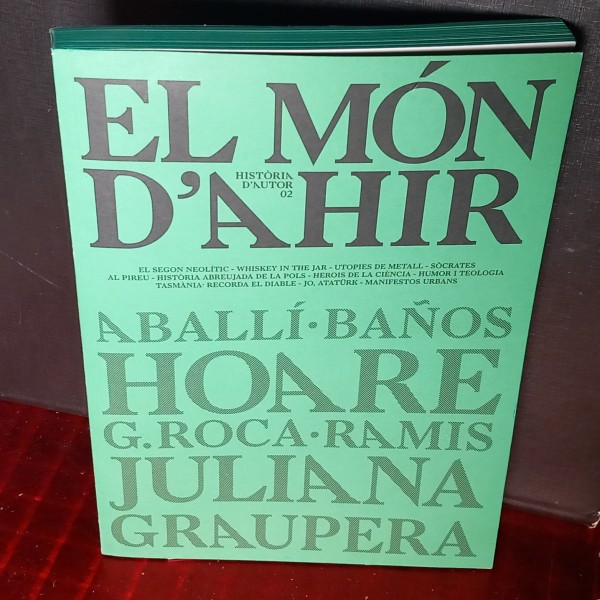 EL MÓN
D'AHIR
HISTÒRIA
D'AUTOR
02
EL SEGON NEOLÍTIC - WHISKEY IN THE JAR - UTOPIES DE METALL - SÒCRATES
AL PIREU - HISTÒRIA ABREUJADA DE LA POLS - HEROIS DE LA CIÈNCIA - HUMOR I TEOLOGIA
TASMÀNIA· RECORDA EL DIABLE - JO, ATATÜRK - MANIFESTOS URBANS
ABALLÍ·BAÑOS
HOARE
G.ROCA·RAMIS
JULIANA
GRAUPERA